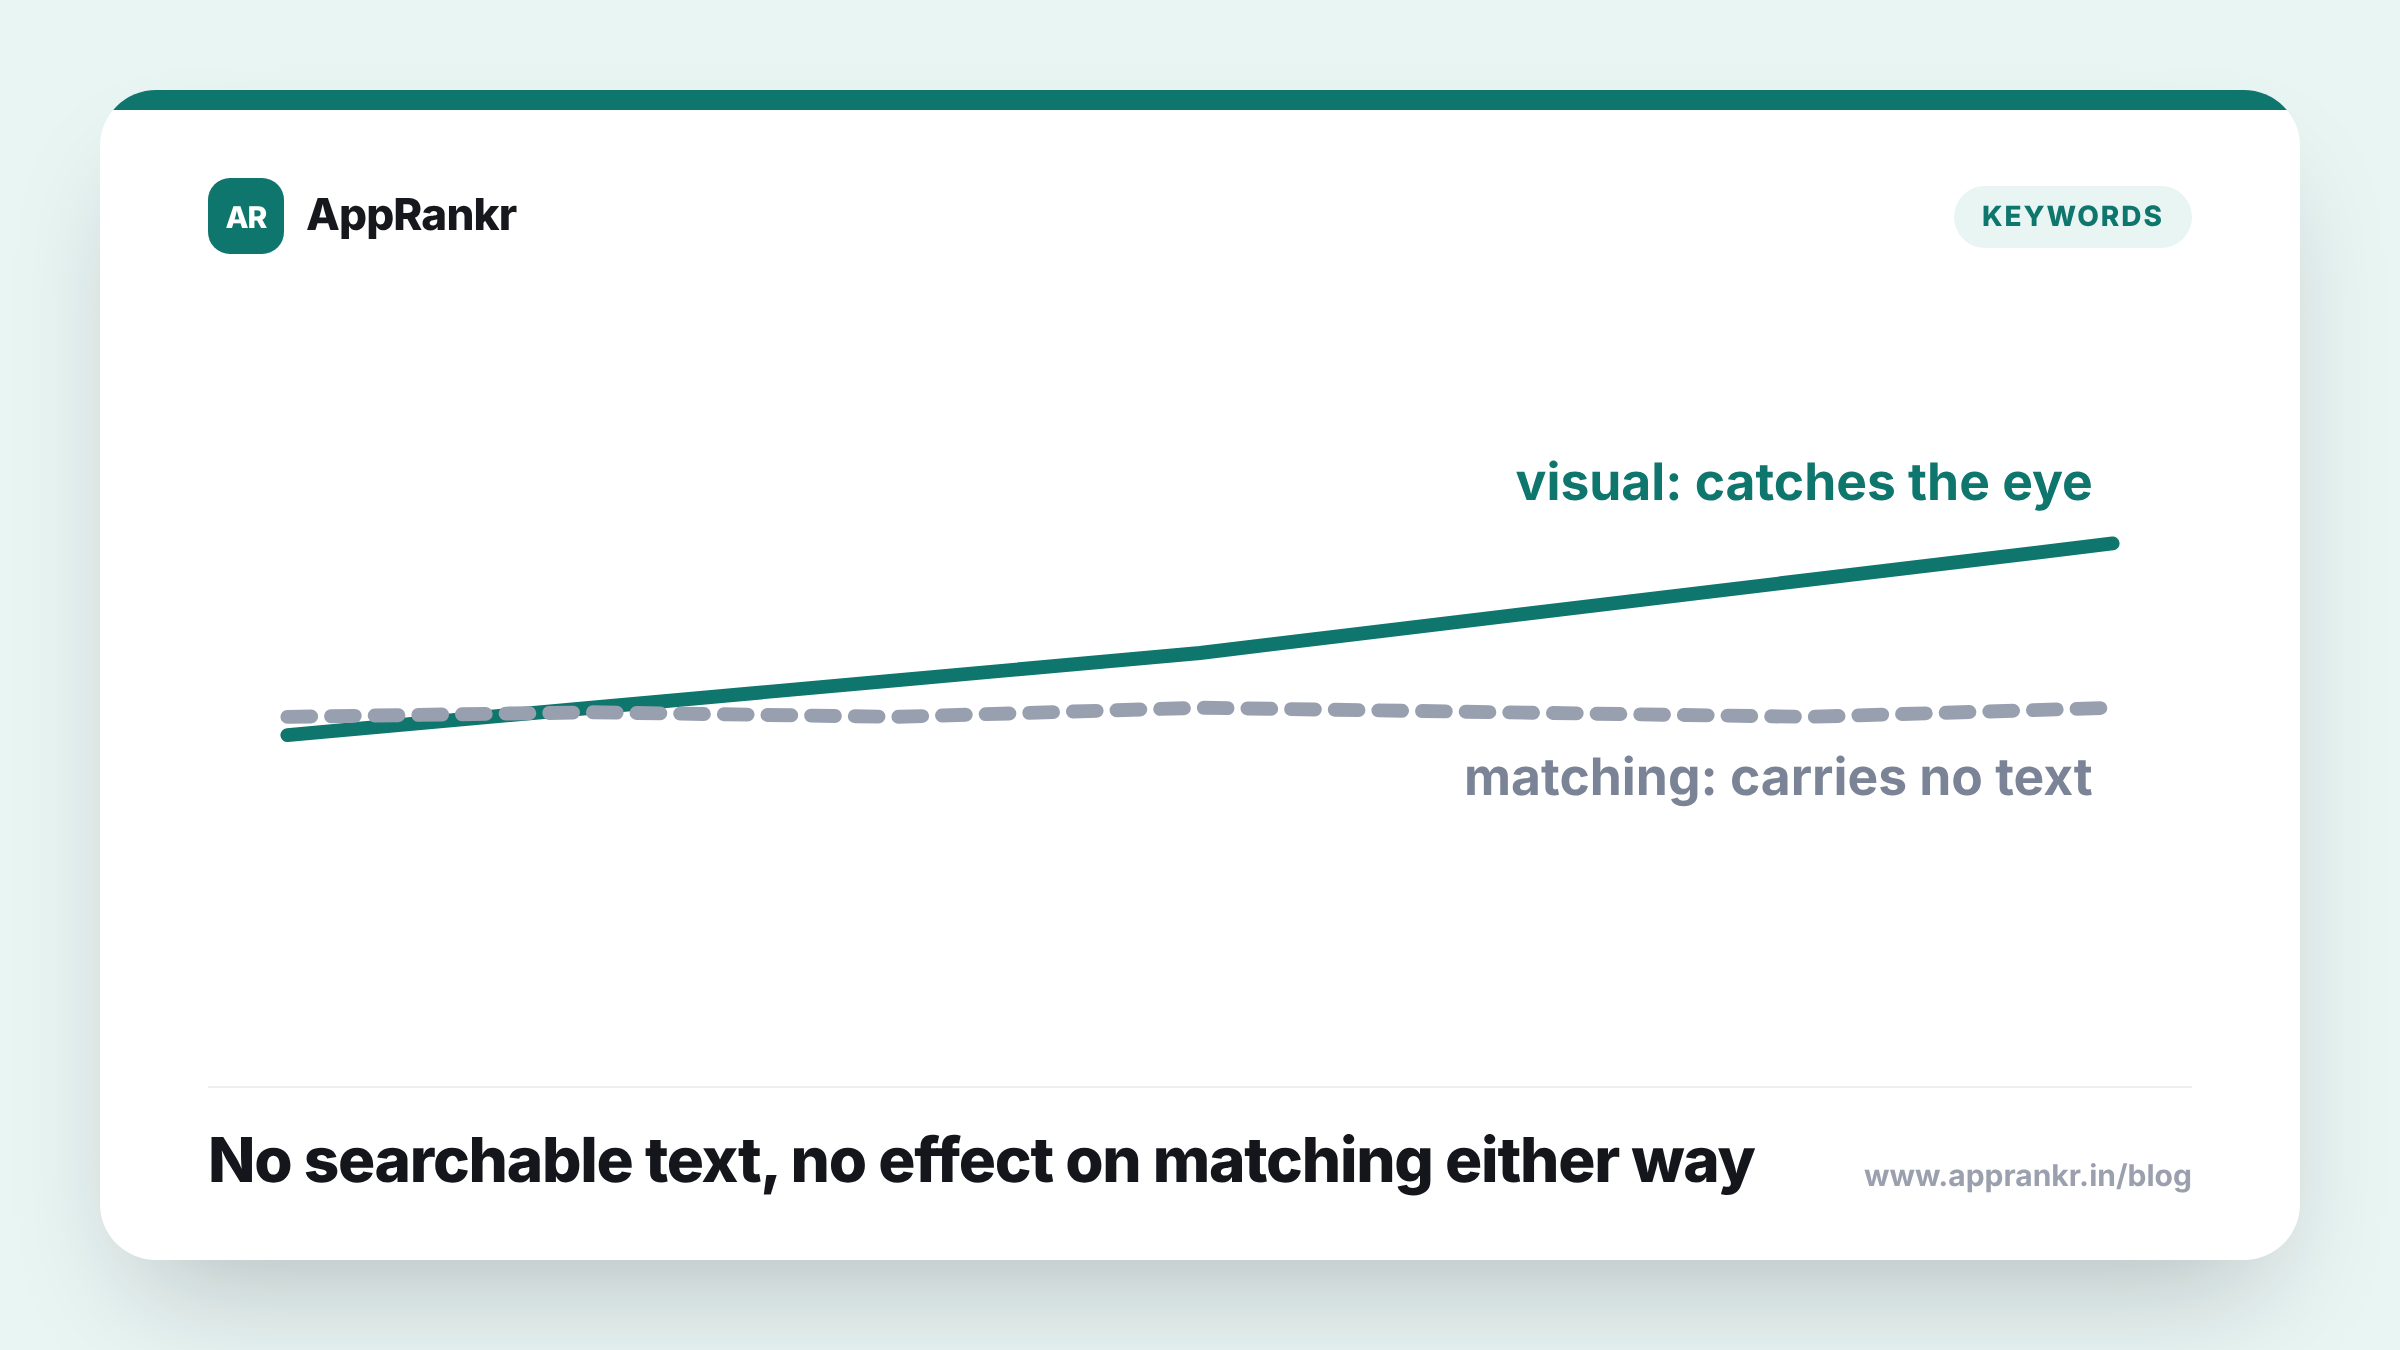 AR AppRankr
KEYWORDS
visual: catches the eye
matching: carries no text
No searchable text, no effect on matching either way
www.apprankr.in/blog